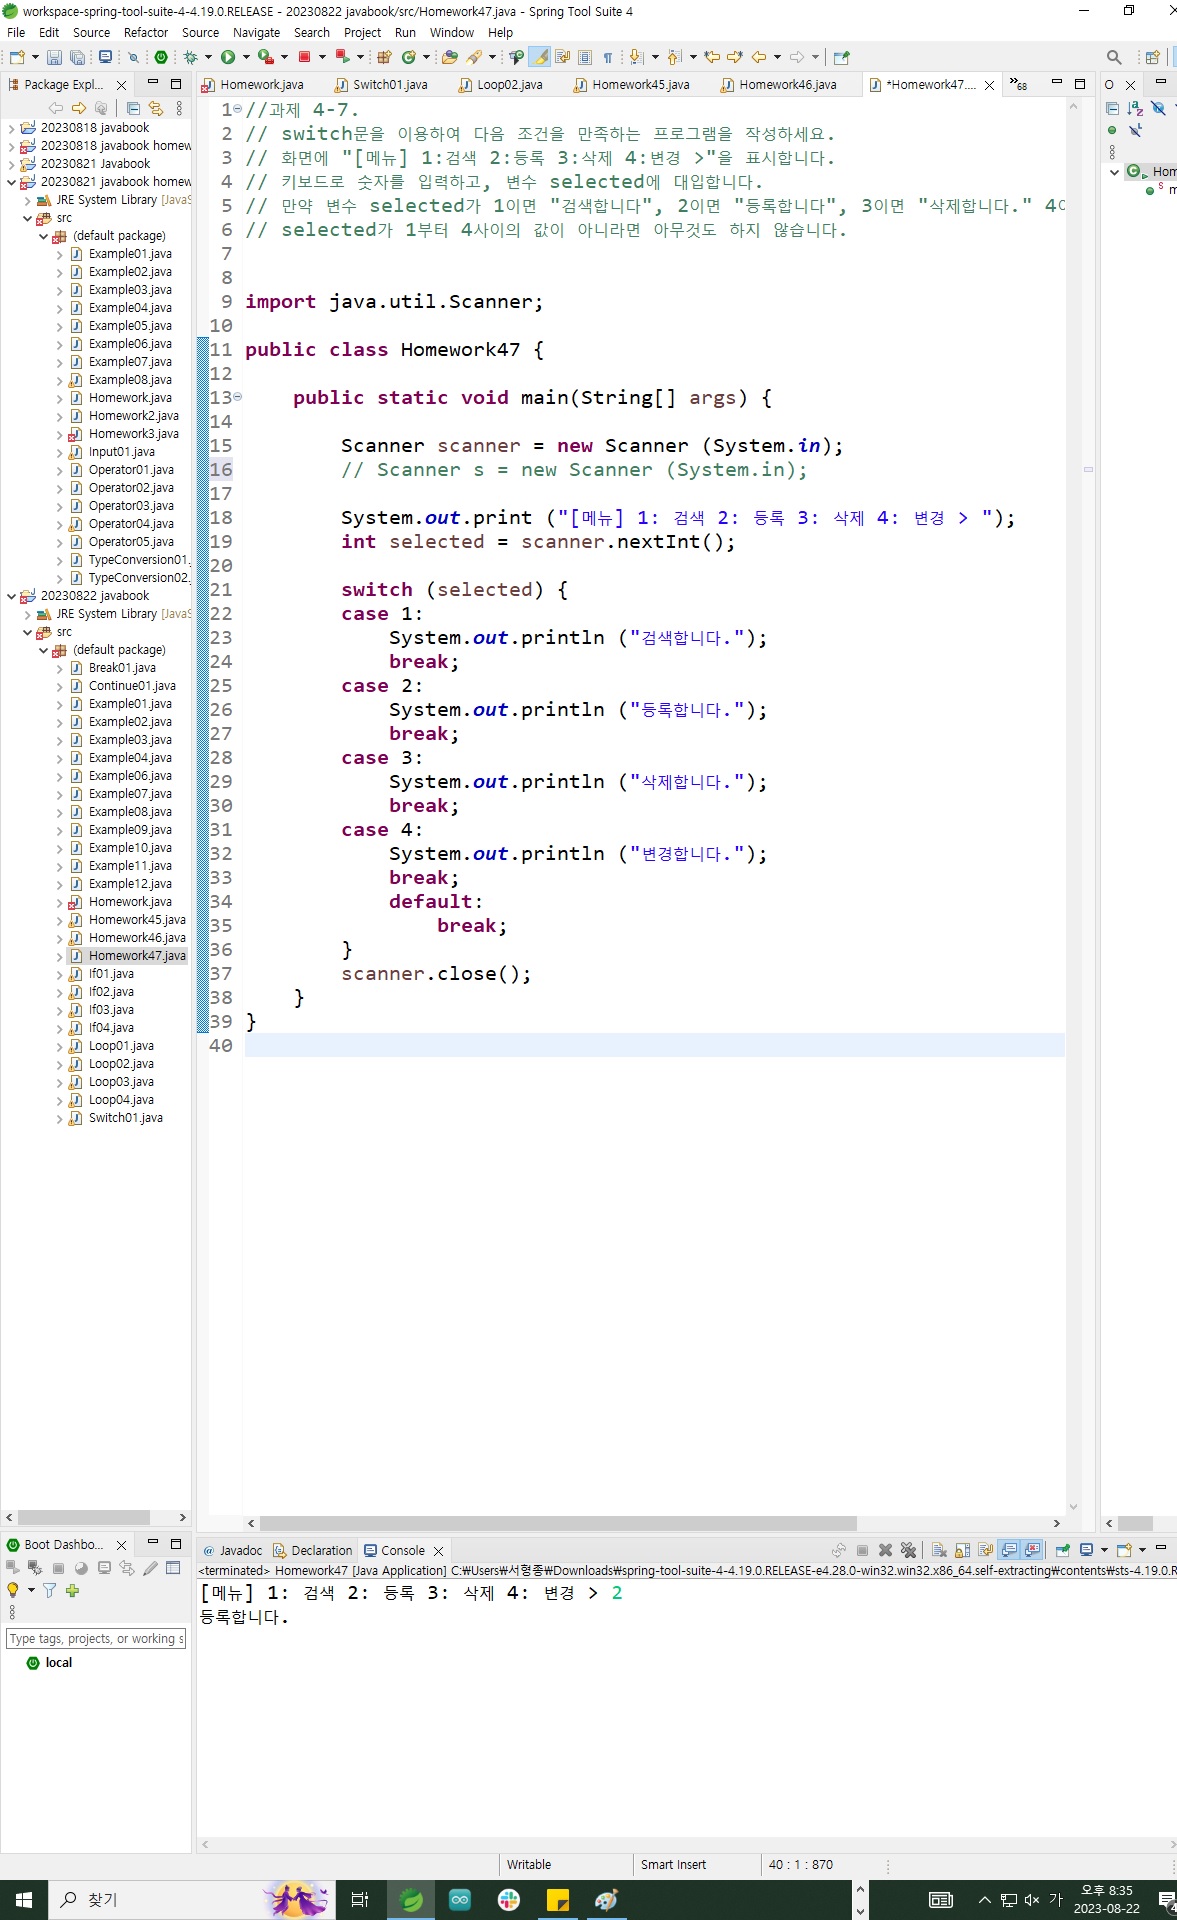 workspace-spring-tool-suite-4-4.19.0.RELEASE - 20230822 javabook/src/Homework47.java - Spring Tool Suite 4
File Edit Source Refactor Source Navigate Search Project Run Window Help
Package Expl...
Homework.java Switch01.java Loop02.java Homework45.java Homework46.java *Homework47.... »68
20230818 javabook
20230818 javabook homew
20230821 Javabook
20230821 javabook homew
JRE System Library [JavaS
src
(default package)
Example01.java
Example02.java
Example03.java
Example04.java
Example05.java
Example06.java
Example07.java
Example08.java
Homework.java
Homework2.java
Homework3.java
Input01.java
Operator01.java
Operator02.java
Operator03.java
Operator04.java
Operator05.java
TypeConversion01.
TypeConversion02.
20230822 javabook
JRE System Library [JavaS
src
(default package)
Break01.java
Continue01.java
Example01.java
Example02.java
Example03.java
Example04.java
Example06.java
Example07.java
Example08.java
Example09.java
Example10.java
Example11.java
Example12.java
Homework.java
Homework45.java
Homework46.java
Homework47.java
If01.java
If02.java
If03.java
If04.java
Loop01.java
Loop02.java
Loop03.java
Loop04.java
Switch01.java
1 //과제 4-7.
2 // switch문을 이용하여 다음 조건을 만족하는 프로그램을 작성하세요.
3 // 화면에 "[메뉴] 1:검색 2:등록 3:삭제 4:변경 >"을 표시합니다.
4 // 키보드로 숫자를 입력하고, 변수 selected에 대입합니다.
5 // 만약 변수 selected가 1이면 "검색합니다", 2이면 "등록합니다", 3이면 "삭제합니다." 4이
6 // selected가 1부터 4사이의 값이 아니라면 아무것도 하지 않습니다.
7
8
9 import java.util.Scanner;
10
11 public class Homework47 {
12
13 public static void main(String[] args) {
14
15 Scanner scanner = new Scanner (System.in);
16 // Scanner s = new Scanner (System.in);
17
18 System.out.print ("[메뉴] 1: 검색 2: 등록 3: 삭제 4: 변경 > ");
19 int selected = scanner.nextInt();
20
21 switch (selected) {
22 case 1:
23 System.out.println ("검색합니다.");
24 break;
25 case 2:
26 System.out.println ("등록합니다.");
27 break;
28 case 3:
29 System.out.println ("삭제합니다.");
30 break;
31 case 4:
32 System.out.println ("변경합니다.");
33 break;
34 default:
35 break;
36 }
37 scanner.close();
38 }
39 }
40
O
Hom
m
Boot Dashbo...
Type tags, projects, or working s
local
@ Javadoc Declaration Console
<terminated> Homework47 [Java Application] C:₩Users₩서형종₩Downloads₩spring-tool-suite-4-4.19.0.RELEASE-e4.28.0-win32.win32.x86_64.self-extracting₩contents₩sts-4.19.0.R
[메뉴] 1: 검색 2: 등록 3: 삭제 4: 변경 > 2
등록합니다.
Writable Smart Insert 40 : 1 : 870
찾기
가
오후 8:35
2023-08-22
4